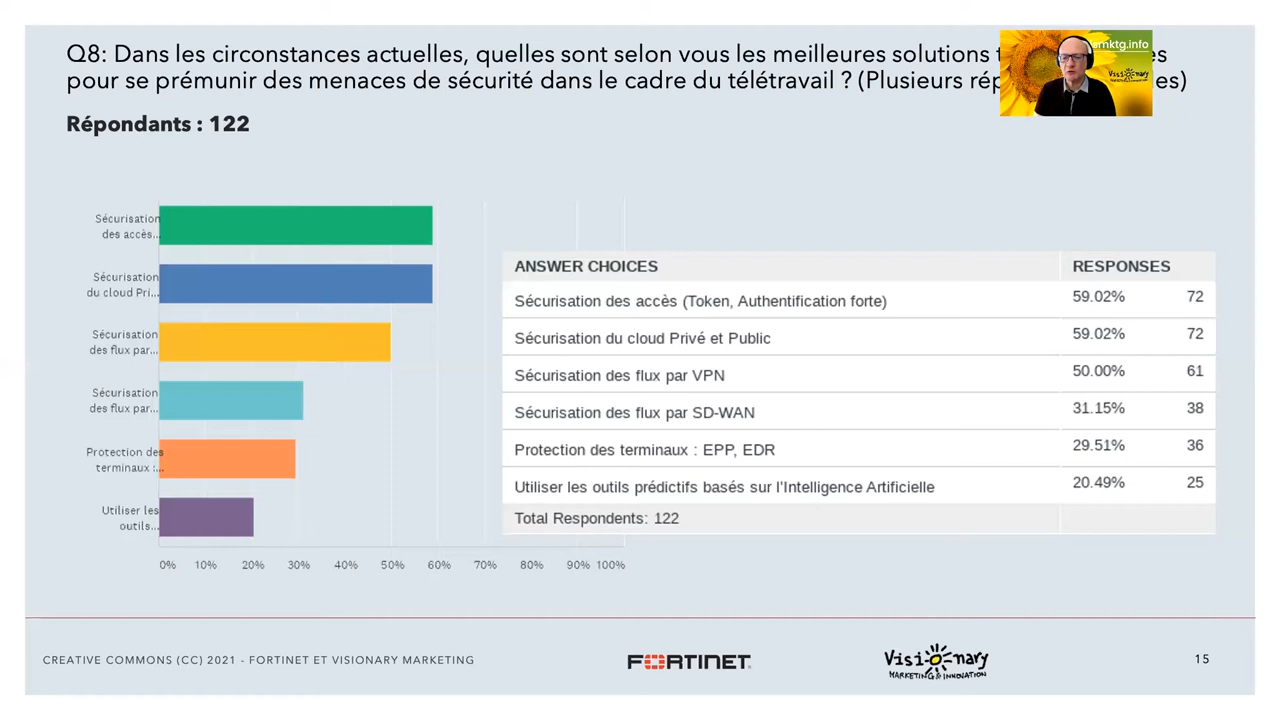 Q8: Dans les circonstances actuelles, quelles sont selon vous les meilleures solutions
pour se prémunir des menaces de sécurité dans le cadre du télétravail ? (Plusieurs
Répondants : 122
smktg.info
Visionary
Sécurisation
des accès...
Sécurisation
du cloud Pri...
Sécurisation
des flux par...
Sécurisation
des flux par...
Protection des
terminaux :...
Utiliser les
outils...
0% 10% 20% 30% 40% 50% 60% 70% 80% 90% 100%
ANSWER CHOICES RESPONSES
Sécurisation des accès (Token, Authentification forte) 59.02% 72
Sécurisation du cloud Privé et Public 59.02% 72
Sécurisation des flux par VPN 50.00% 61
Sécurisation des flux par SD-WAN 31.15% 38
Protection des terminaux : EPP, EDR 29.51% 36
Utiliser les outils prédictifs basés sur l'Intelligence Artificielle 20.49% 25
Total Respondents: 122
CREATIVE COMMONS (CC) 2021 - FORTINET ET VISIONARY MARKETING
FORTINET
Visionary
MARKETING & INNOVATION
15